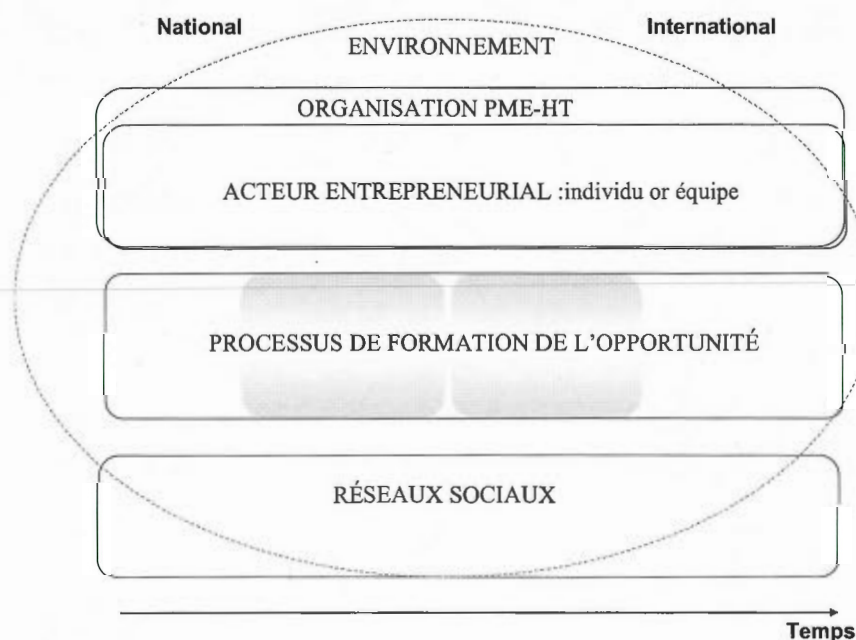 National International
ENVIRONNEMENT
ORGANISATION PME-HT
ACTEUR ENTREPRENEURIAL :individu or équipe
PROCESSUS DE FORMATION DE L'OPPORTUNITÉ
RÉSEAUX SOCIAUX
Temps